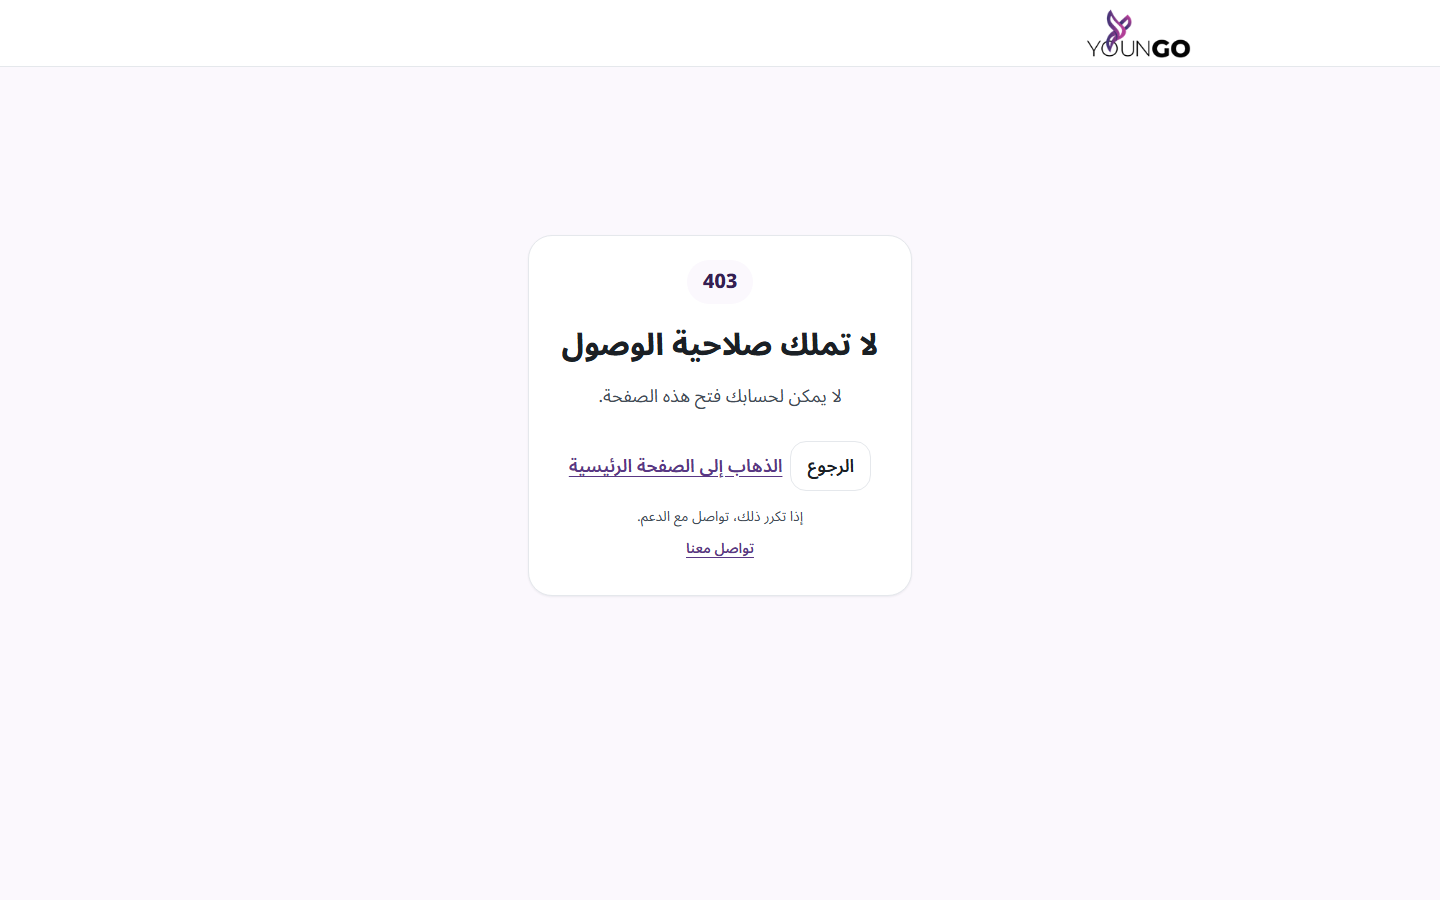 YOUNGO
403
لا تملك صلاحية الوصول
لا يمكن لحسابك فتح هذه الصفحة.
الرجوع الذهاب إلى الصفحة الرئيسية
إذا تكرر ذلك، تواصل مع الدعم.
تواصل معنا